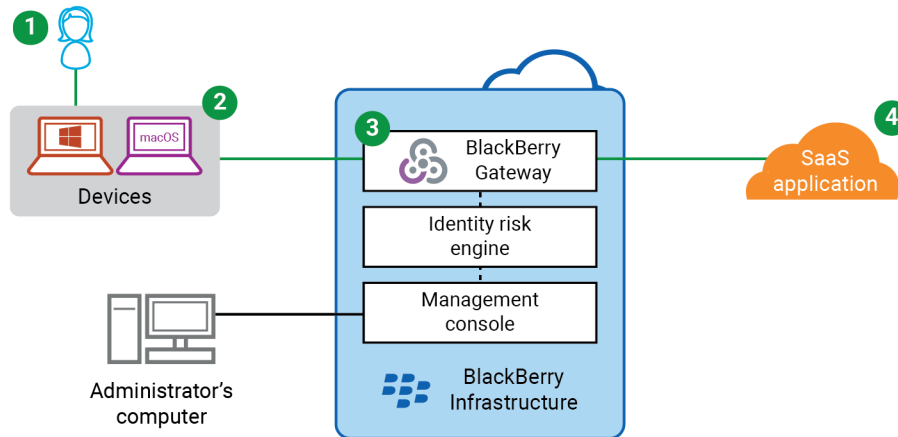 1
2
macOS
Devices
3
BlackBerry
Gateway
4
SaaS
application
Identity risk
engine
Management
console
Administrator's
computer
BlackBerry
Infrastructure